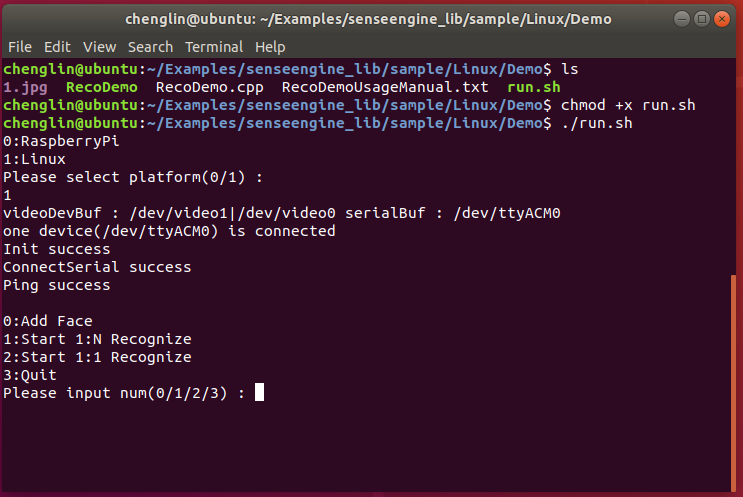 chenglin@ubuntu: ~/Examples/senseengine_lib/sample/Linux/Demo
File Edit View Search Terminal Help
chenglin@ubuntu:~/Examples/senseengine_lib/sample/Linux/Demo$ ls
1.jpg RecoDemo RecoDemo.cpp RecoDemoUsageManual.txt run.sh
chenglin@ubuntu:~/Examples/senseengine_lib/sample/Linux/Demo$ chmod +x run.sh
chenglin@ubuntu:~/Examples/senseengine_lib/sample/Linux/Demo$ ./run.sh
0:RaspberryPi
1:Linux
Please select platform(0/1) :
1
videoDevBuf : /dev/video1|/dev/video0 serialBuf : /dev/ttyACM0
one device(/dev/ttyACM0) is connected
Init success
ConnectSerial success
Ping success
0:Add Face
1:Start 1:N Recognize
2:Start 1:1 Recognize
3:Quit
Please input num(0/1/2/3) :